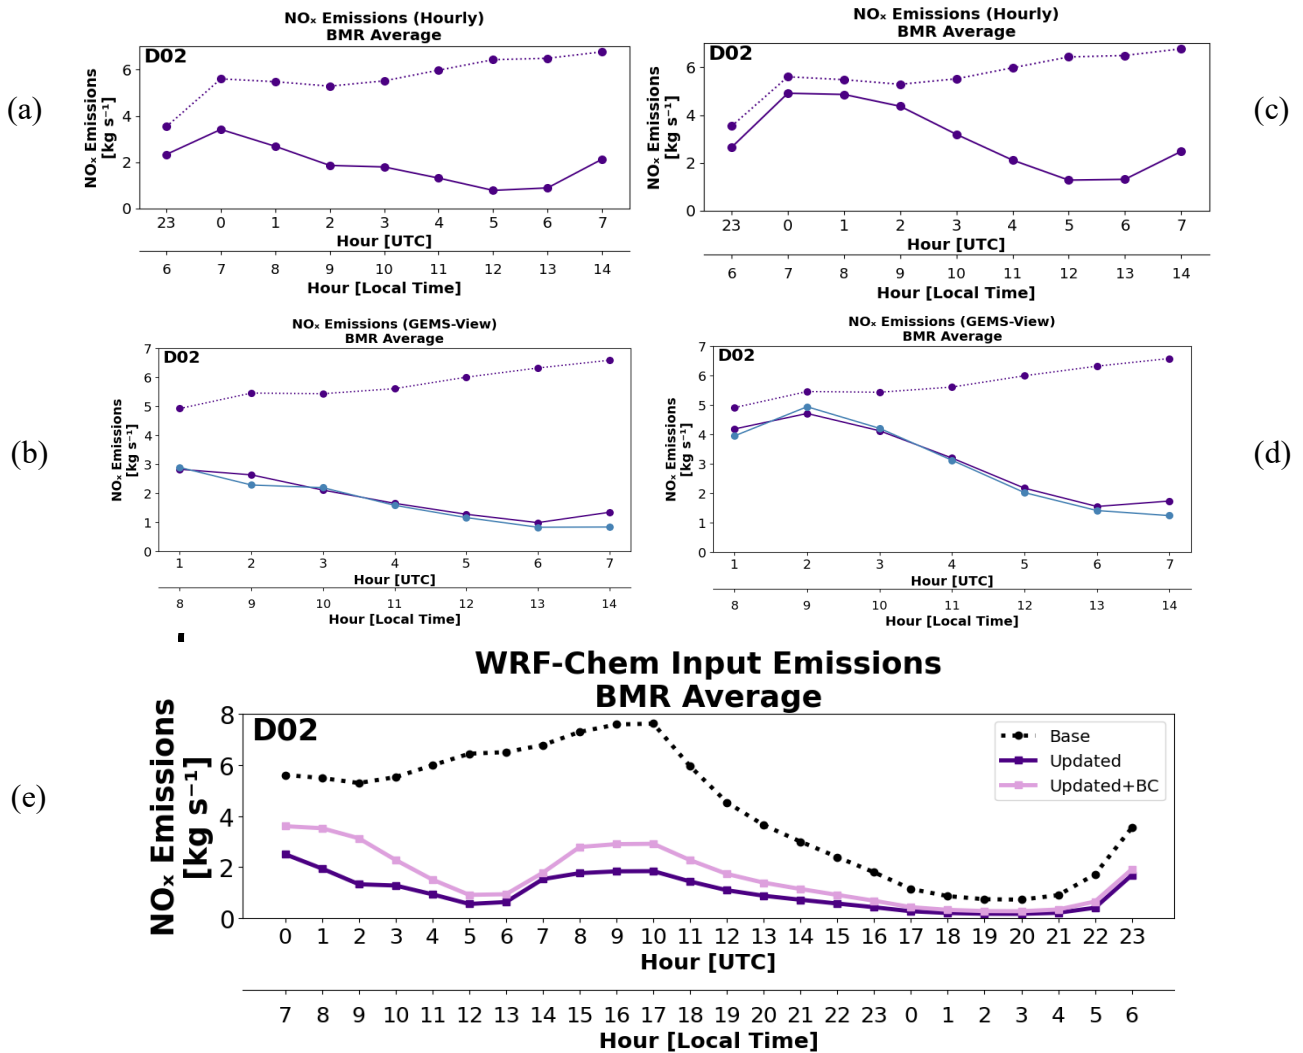 (a)
NOₓ Emissions (Hourly)
BMR Average
D02
NOₓ Emissions
[kg s⁻¹]
6
4
2
0
23 0 1 2 3 4 5 6 7
Hour [UTC]
6 7 8 9 10 11 12 13 14
Hour [Local Time]
(c)
NOₓ Emissions (Hourly)
BMR Average
D02
NOₓ Emissions
[kg s⁻¹]
6
4
2
0
23 0 1 2 3 4 5 6 7
Hour [UTC]
6 7 8 9 10 11 12 13 14
Hour [Local Time]
(b)
NOₓ Emissions (GEMS-View)
BMR Average
D02
NOₓ Emissions
[kg s⁻¹]
7
6
5
4
3
2
1
0
1 2 3 4 5 6 7
Hour [UTC]
8 9 10 11 12 13 14
Hour [Local Time]
(d)
NOₓ Emissions (GEMS-View)
BMR Average
D02
NOₓ Emissions
[kg s⁻¹]
7
6
5
4
3
2
1
0
1 2 3 4 5 6 7
Hour [UTC]
8 9 10 11 12 13 14
Hour [Local Time]
(e)
WRF-Chem Input Emissions
BMR Average
D02
NOₓ Emissions
[kg s⁻¹]
8
6
4
2
0
Base
Updated
Updated+BC
0 1 2 3 4 5 6 7 8 9 10 11 12 13 14 15 16 17 18 19 20 21 22 23
Hour [UTC]
7 8 9 10 11 12 13 14 15 16 17 18 19 20 21 22 23 0 1 2 3 4 5 6
Hour [Local Time]